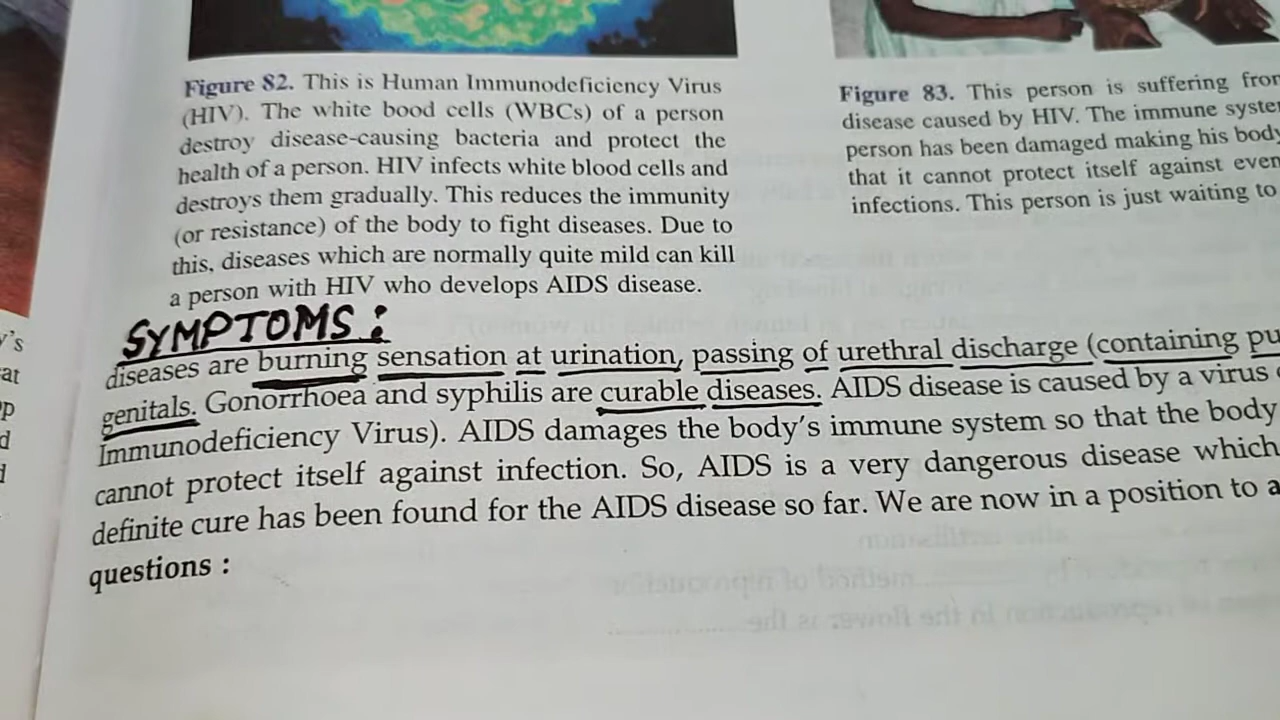 Figure 82. This is Human Immunodeficiency Virus
(HIV). The white bood cells (WBCs) of a person
destroy disease-causing bacteria and protect the
health of a person. HIV infects white blood cells and
destroys them gradually. This reduces the immunity
(or resistance) of the body to fight diseases. Due to
this, diseases which are normally quite mild can kill
a person with HIV who develops AIDS disease.
Figure 83. This person is suffering
disease caused by HIV. The immune
person has been damaged making his body
that it cannot protect itself against even
infections. This person is just waiting to
SYMPTOMS :
diseases are burning sensation at urination, passing of urethral discharge (containing
genitals. Gonorrhoea and syphilis are curable diseases. AIDS disease is caused by a virus
Immunodeficiency Virus). AIDS damages the body's immune system so that the body
cannot protect itself against infection. So, AIDS is a very dangerous disease which
definite cure has been found for the AIDS disease so far. We are now in a position to
questions :